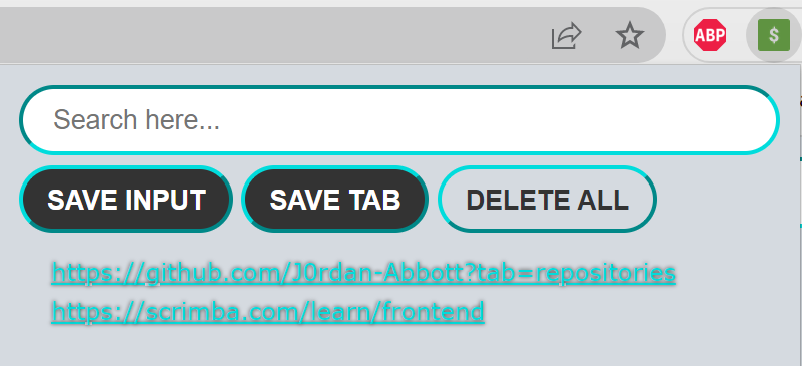 ABP $
Search here...
SAVE INPUT SAVE TAB DELETE ALL
https://github.com/J0rdan-Abbott?tab=repositories
https://scrimba.com/learn/frontend